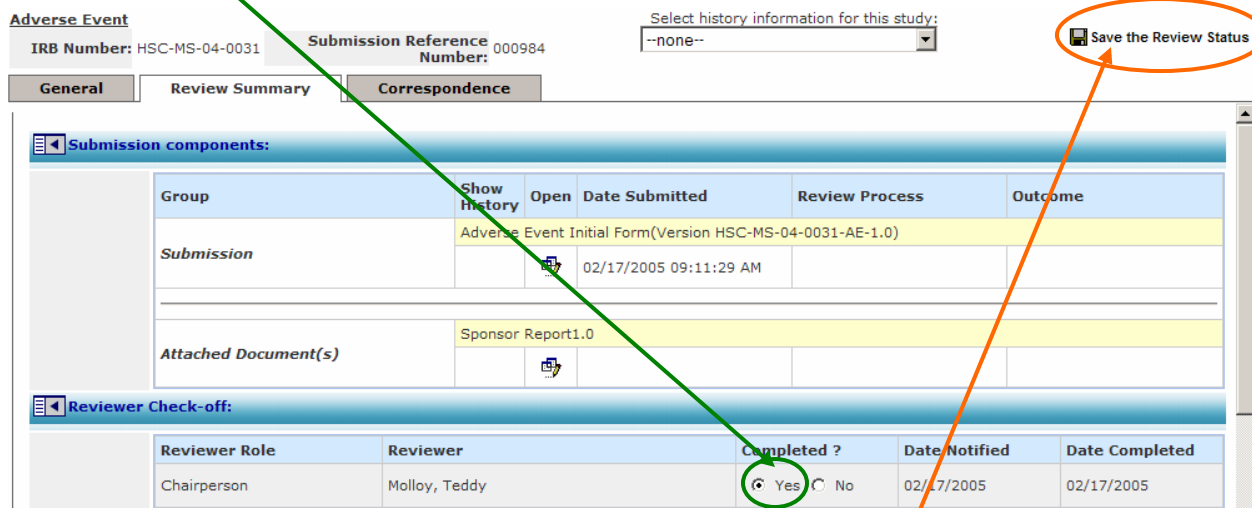 Adverse Event
Select history information for this study:
IRB Number: HSC-MS-04-0031
Submission Reference Number: 000984
--none--
Save the Review Status
General
Review Summary
Correspondence
Submission components:
Group
Show History
Open
Date Submitted
Review Process
Outcome
Submission
Adverse Event Initial Form(Version HSC-MS-04-0031-AE-1.0)
02/17/2005 09:11:29 AM
Attached Document(s)
Sponsor Report1.0
Reviewer Check-off:
Reviewer Role
Reviewer
Completed ?
Date Notified
Date Completed
Chairperson
Molloy, Teddy
Yes
No
02/17/2005
02/17/2005